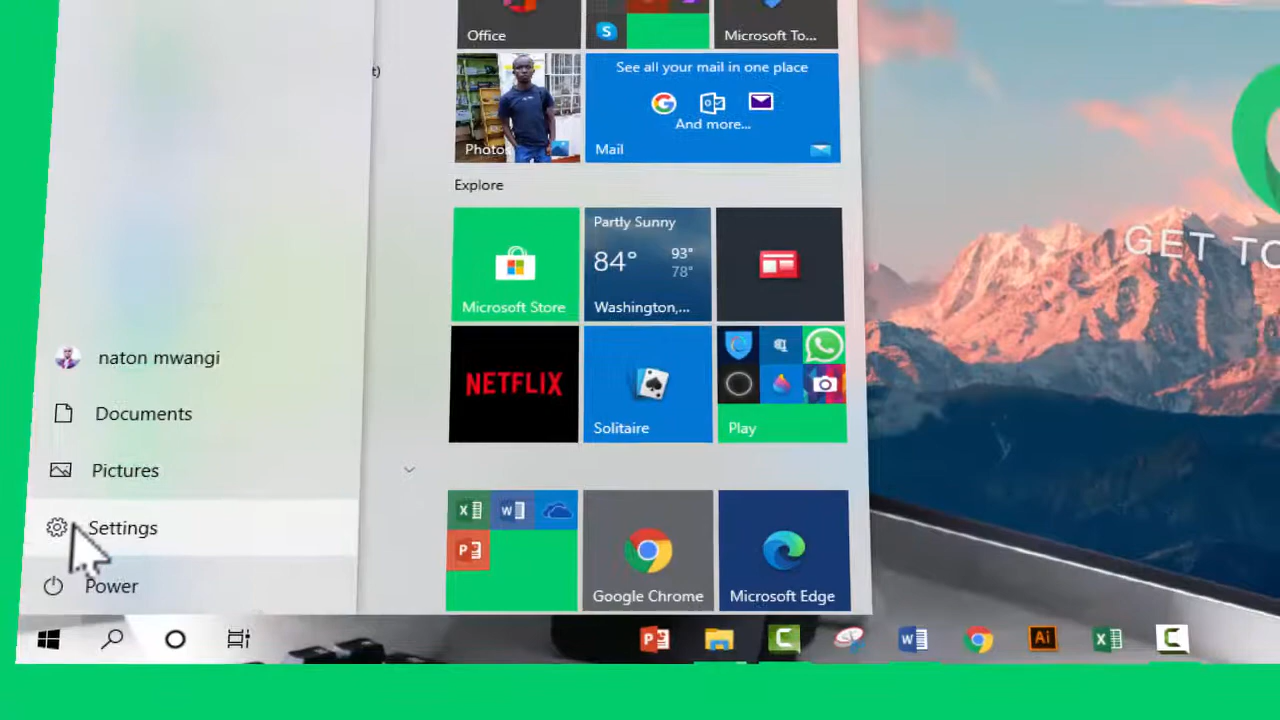 Office
Microsoft To...
t)
See all your mail in one place
And more...
Photos
Mail
Explore
Microsoft Store
Partly Sunny
84°
93°
78°
Washington,...
NETFLIX
Solitaire
Play
naton mwangi
Documents
Pictures
Settings
Power
Google Chrome
Microsoft Edge
GET TO